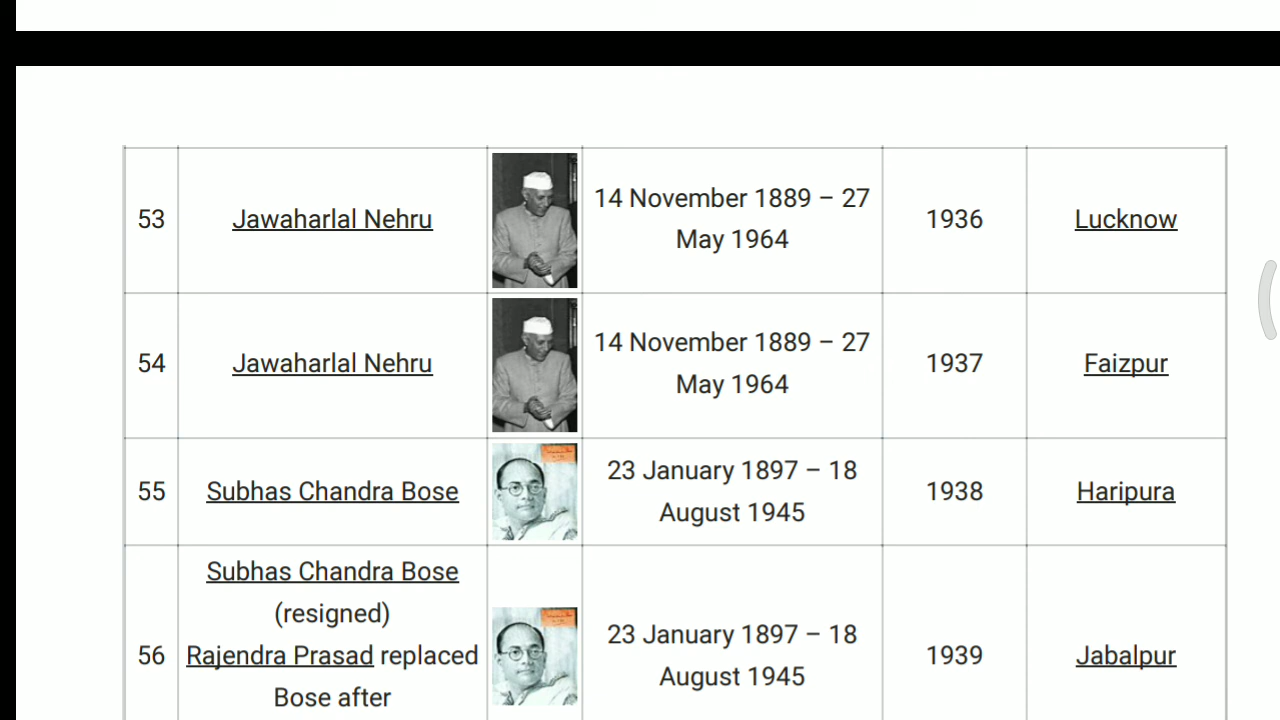 53 Jawaharlal Nehru 14 November 1889 – 27 May 1964 1936 Lucknow
54 Jawaharlal Nehru 14 November 1889 – 27 May 1964 1937 Faizpur
55 Subhas Chandra Bose 23 January 1897 – 18 August 1945 1938 Haripura
56 Subhas Chandra Bose (resigned) Rajendra Prasad replaced Bose after 23 January 1897 – 18 August 1945 1939 Jabalpur